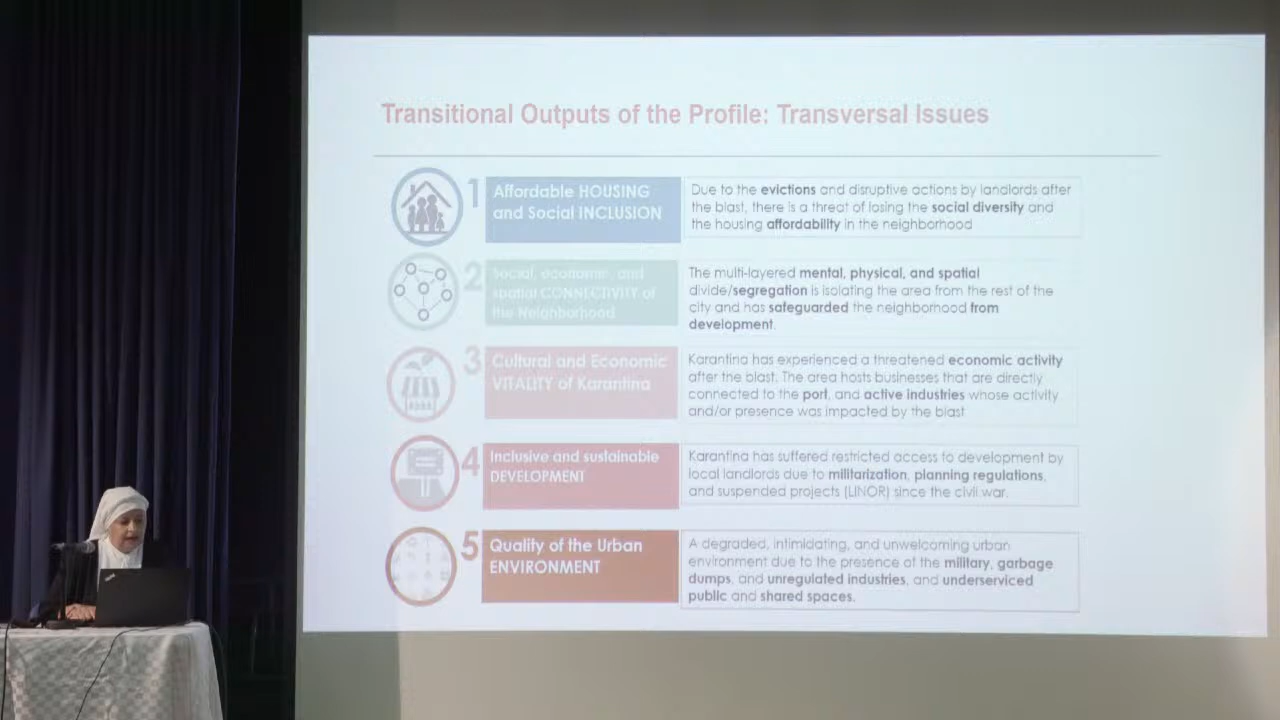 Transitional Outputs of the Profile: Transversal Issues
1
Affordable HOUSING
and Social INCLUSION
Due to the evictions and disruptive actions by landlords after
the blast, there is a threat of losing the social diversity and
the housing affordability in the neighborhood
2
Social, economic, and
spatial CONNECTIVITY of
the Neighborhood
The multi-layered mental, physical, and spatial
divide/segregation is isolating the area from the rest of the
city and has safeguarded the neighborhood from
development.
3
Cultural and Economic
VITALITY of Karantina
Karantina has experienced a threatened economic activity
after the blast. The area hosts businesses that are directly
connected to the port, and active industries whose activity
and/or presence was impacted by the blast
4
Inclusive and sustainable
DEVELOPMENT
Karantina has suffered restricted access to development by
local landlords due to militarization, planning regulations,
and suspended projects (LINOR) since the civil war.
5
Quality of the Urban
ENVIRONMENT
A degraded, intimidating, and unwelcoming urban
environment due to the presence of the military, garbage
dumps, and unregulated industries, and underserviced
public and shared spaces.